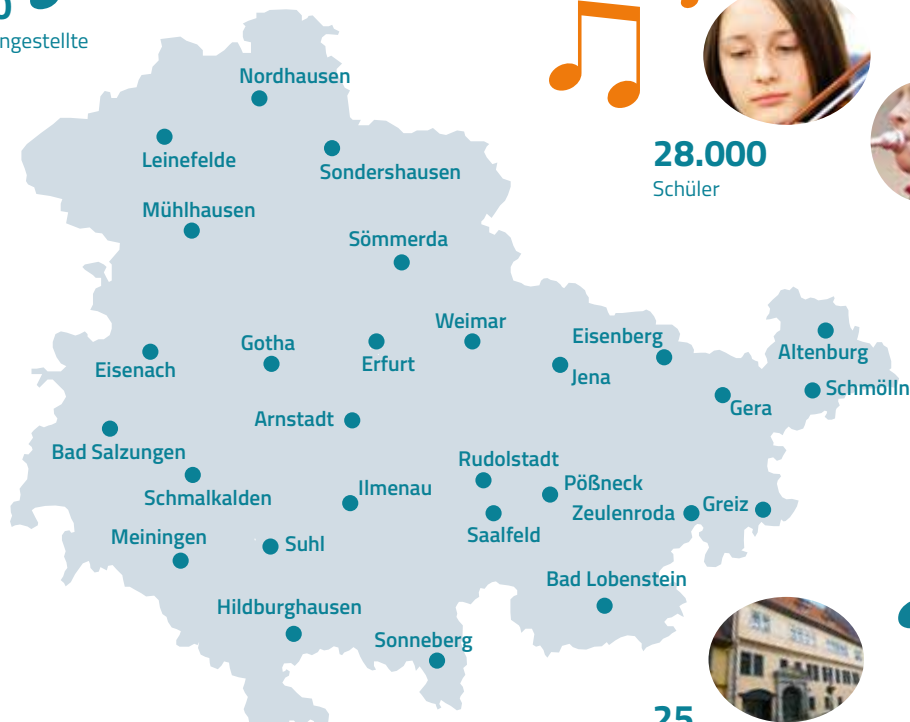 Nordhausen
Leinefelde
Sondershausen
28.000
Schüler
Mühlhausen
Sömmerda
Weimar
Eisenberg
Gotha
Erfurt
Altenburg
Eisenach
Jena
Schmölln
Gera
Arnstadt
Bad Salzungen
Rudolstadt
Schmalkalden
Ilmenau
Pößneck
Zeulenroda
Greiz
Saalfeld
Meiningen
Suhl
Bad Lobenstein
Hildburghausen
Sonneberg
25